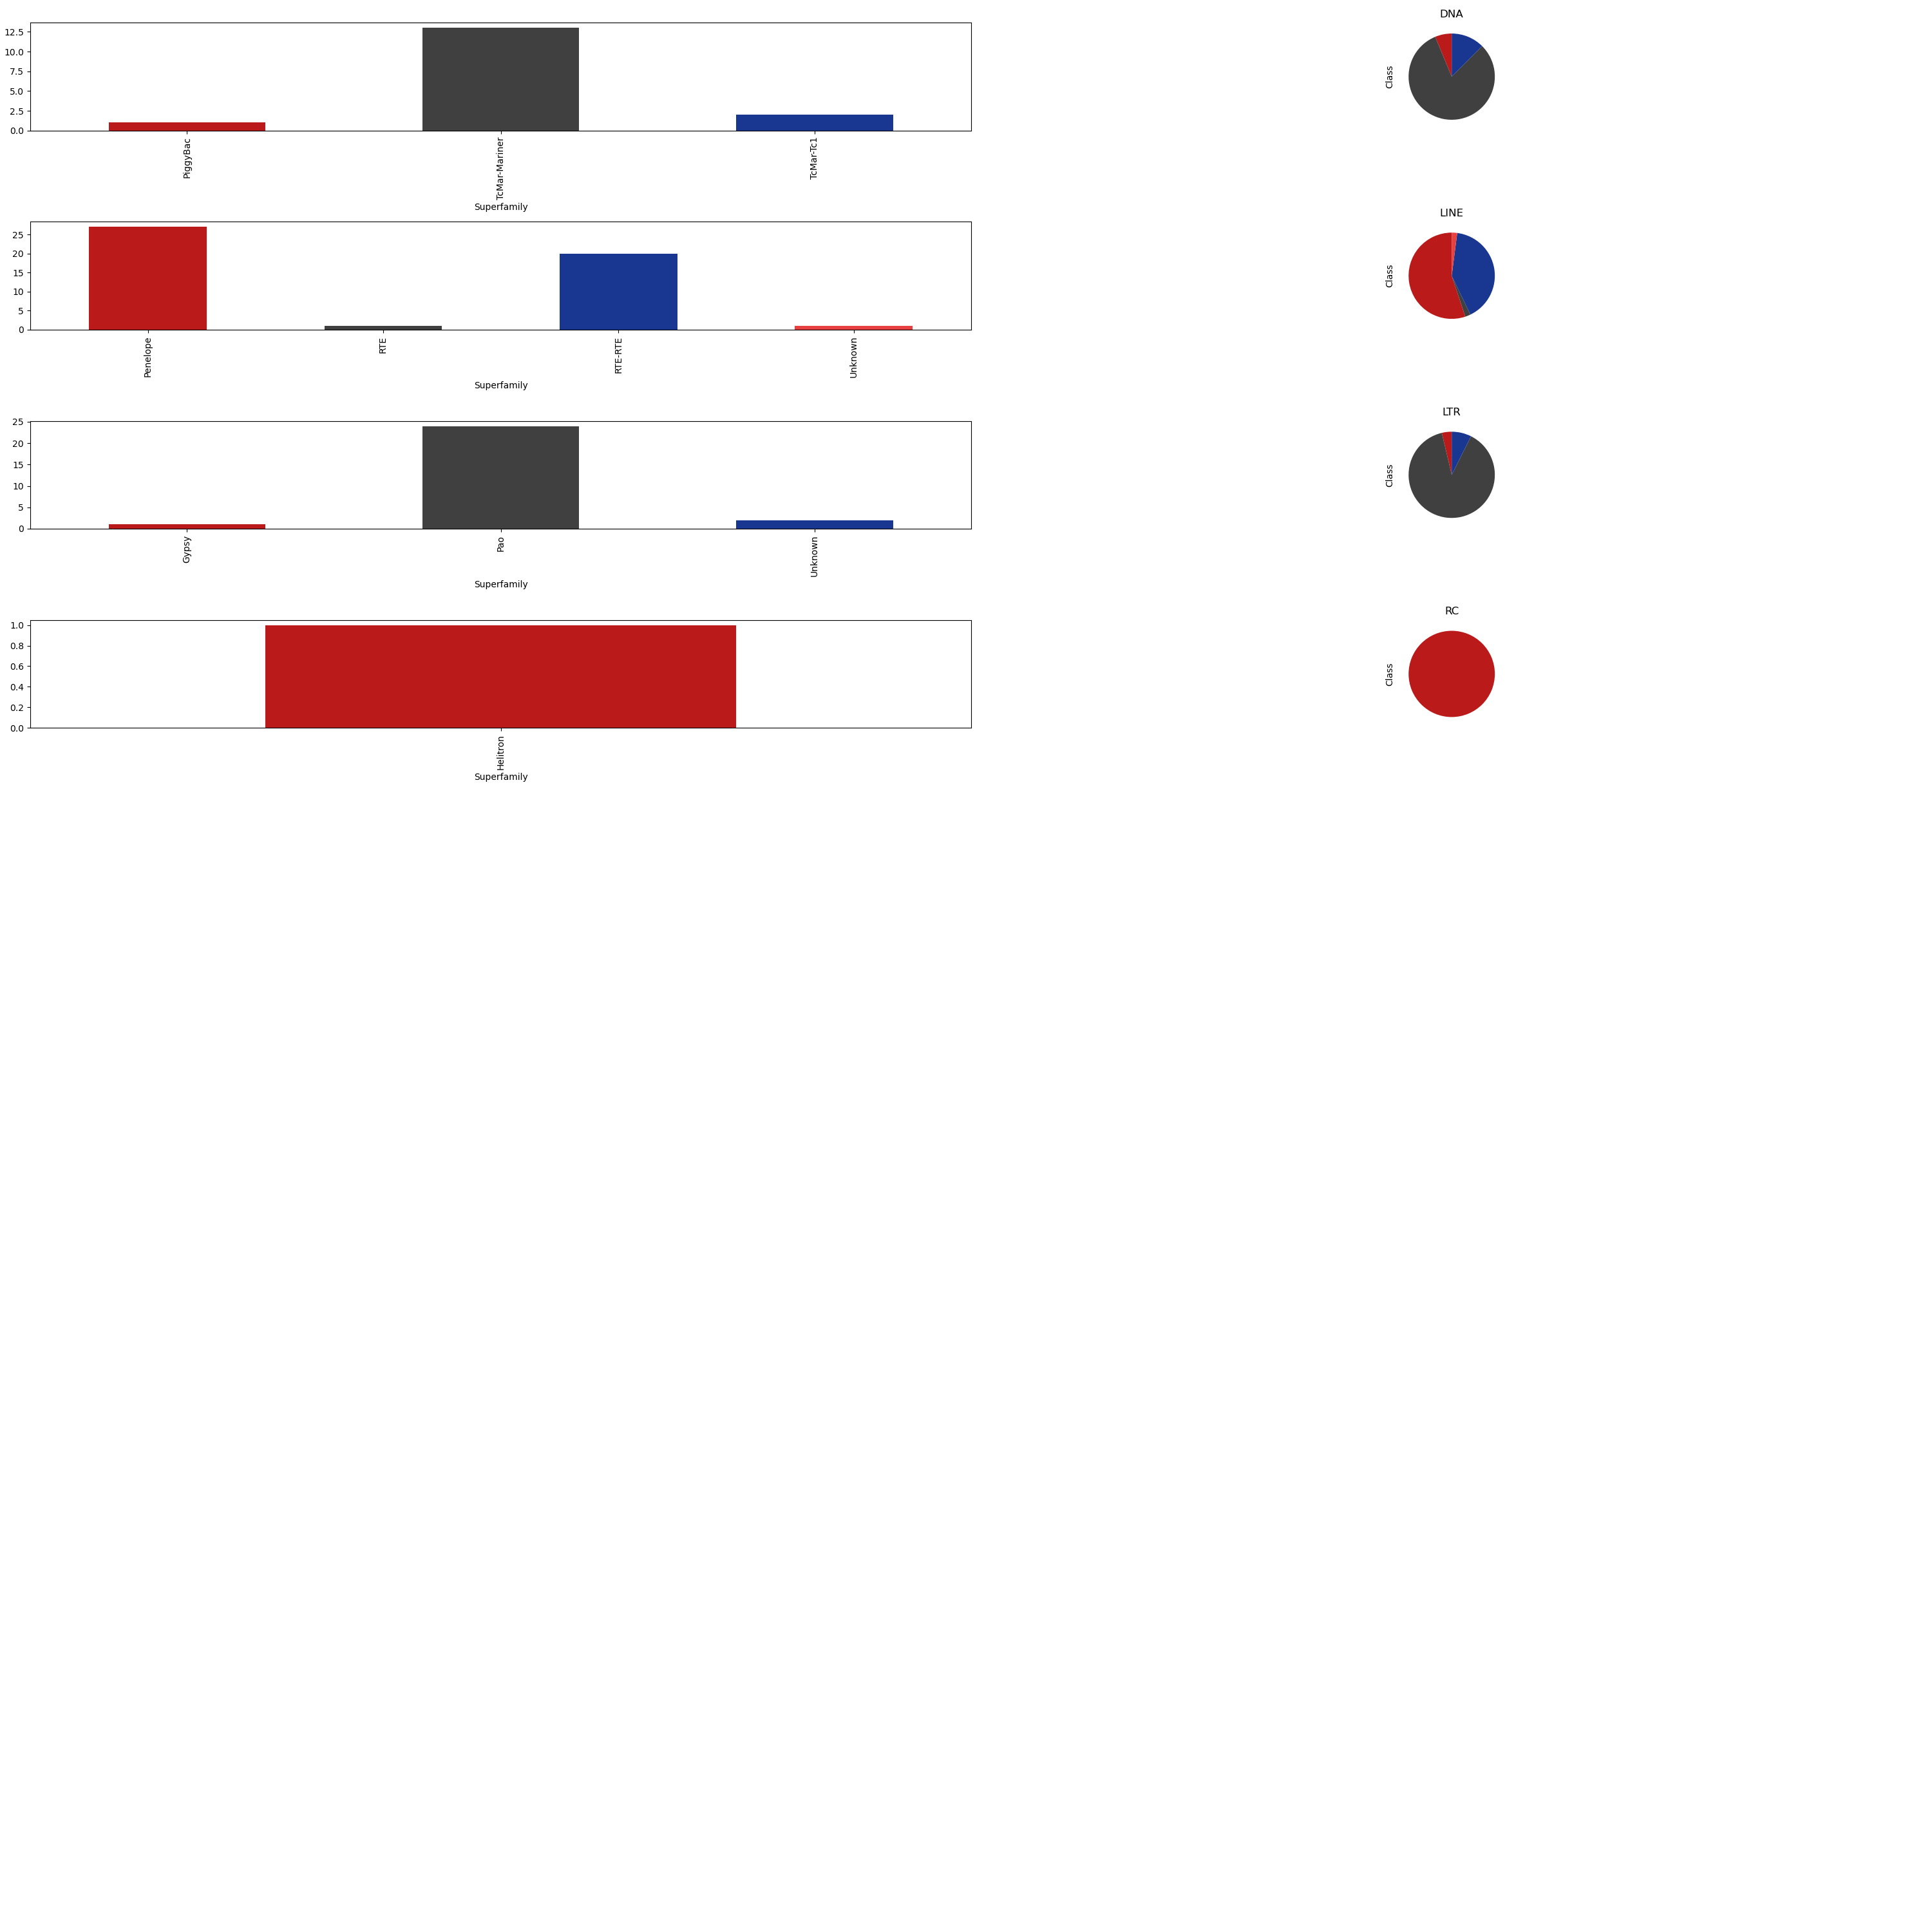 DNA
12.5
10.0
7.5
5.0
2.5
0.0
PiggyBac
TcMar-Mariner
TcMar-Tc1
Superfamily
Class
LINE
25
20
15
10
5
0
Penelope
RTE
RTE-RTE
Unknown
Superfamily
Class
LTR
25
20
15
10
5
0
Gypsy
Pao
Unknown
Superfamily
Class
RC
1.0
0.8
0.6
0.4
0.2
0.0
Helitron
Superfamily
Class